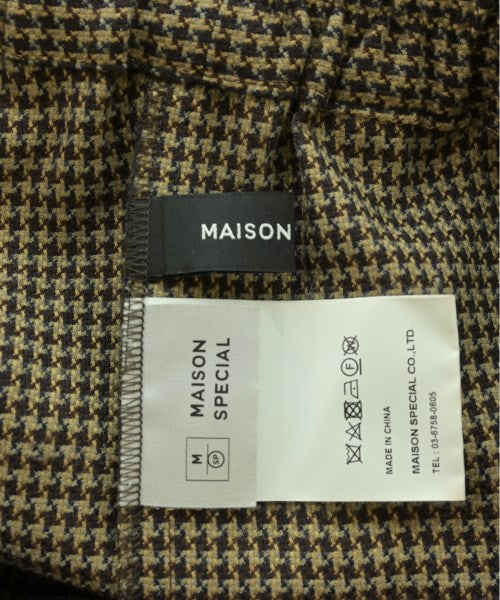 MAISON
MAISON
SPECIAL
M
SP
MADE IN CHINA
MAISON SPECIAL CO.,LTD.
TEL : 03-6758-0605